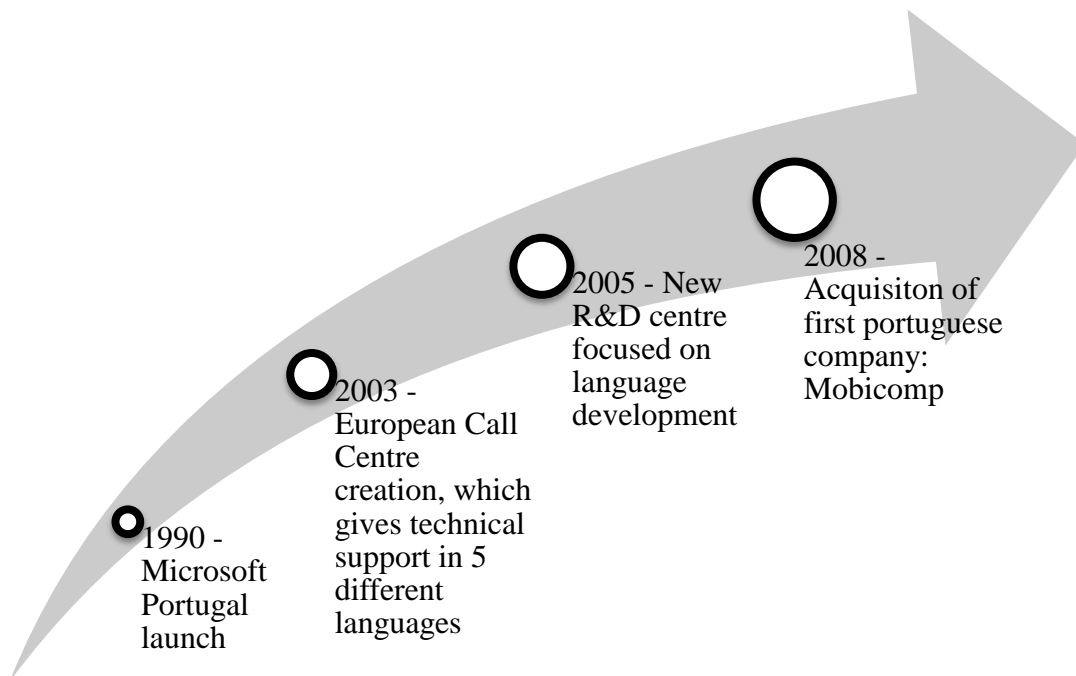 1990 -
Microsoft
Portugal
launch
2003 -
European Call
Centre
creation, which
gives technical
support in 5
different
languages
2005 - New
R&D centre
focused on
language
development
2008 -
Acquisiton of
first portuguese
company:
Mobicomp